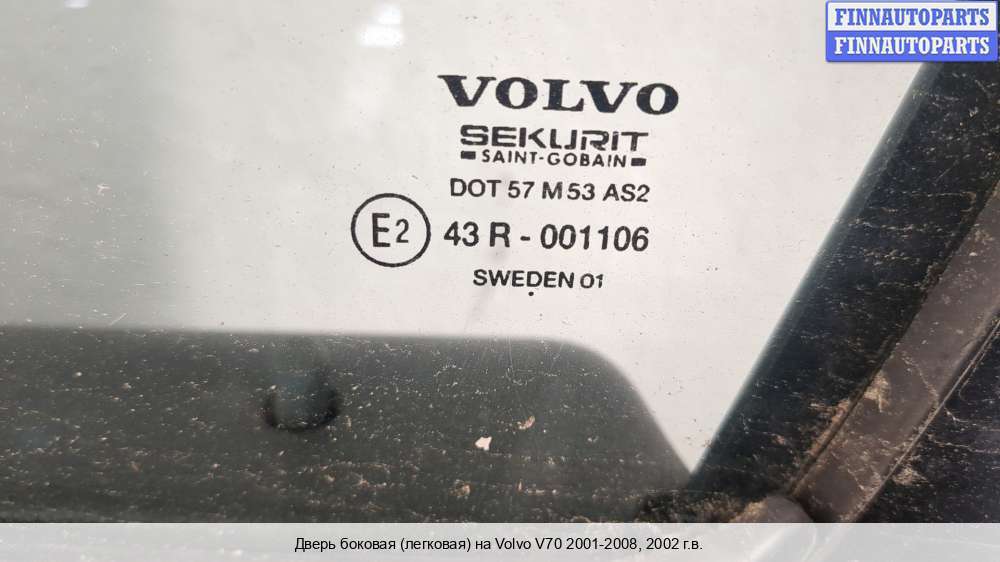 FINNAUTOPARTS
FINNAUTOPARTS
VOLVO
SEKURIT
SAINT-GOBAIN
DOT 57 M 53 AS2
E2 43 R - 001106
SWEDEN 01
Дверь боковая (легковая) на Volvo V70 2001-2008, 2002 г.в.